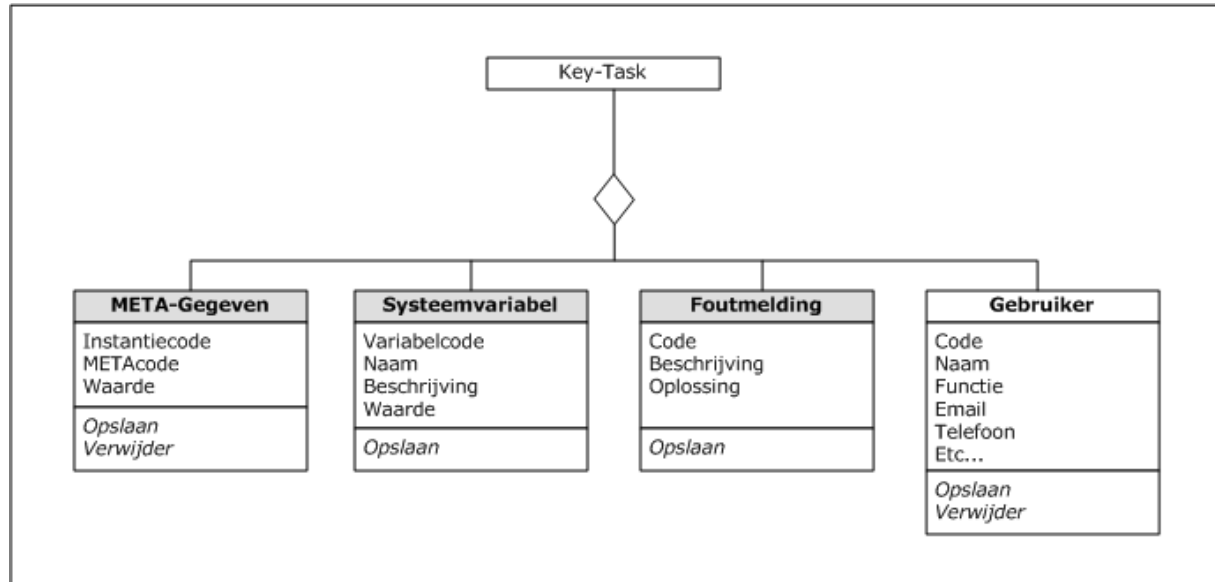 Key-Task
META-Gegeven
Instantiecode
METAcode
Waarde
Opslaan
Verwijder
Systeemvariabel
Variabelcode
Naam
Beschrijving
Waarde
Opslaan
Foutmelding
Code
Beschrijving
Oplossing
Opslaan
Gebruiker
Code
Naam
Functie
Email
Telefoon
Etc...
Opslaan
Verwijder